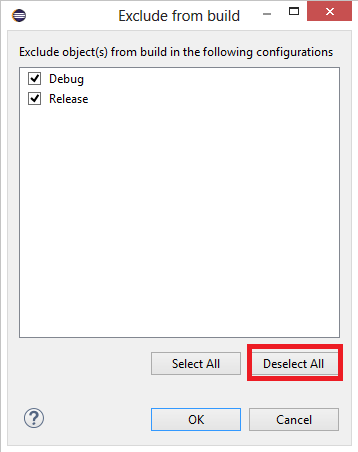 Exclude from build
Exclude object(s) from build in the following configurations
Debug
Release
Select All
Deselect All
?
OK
Cancel